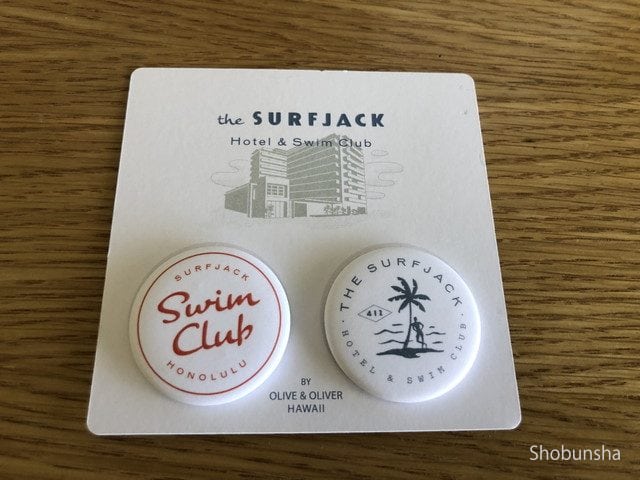 the SURFJACK
Hotel & Swim Club
SURFJACK
Swim
Club
HONOLULU
THE SURFJACK
412
HOTEL & SWIM CLUB
BY
OLIVE & OLIVER
HAWAII
Shobunsha